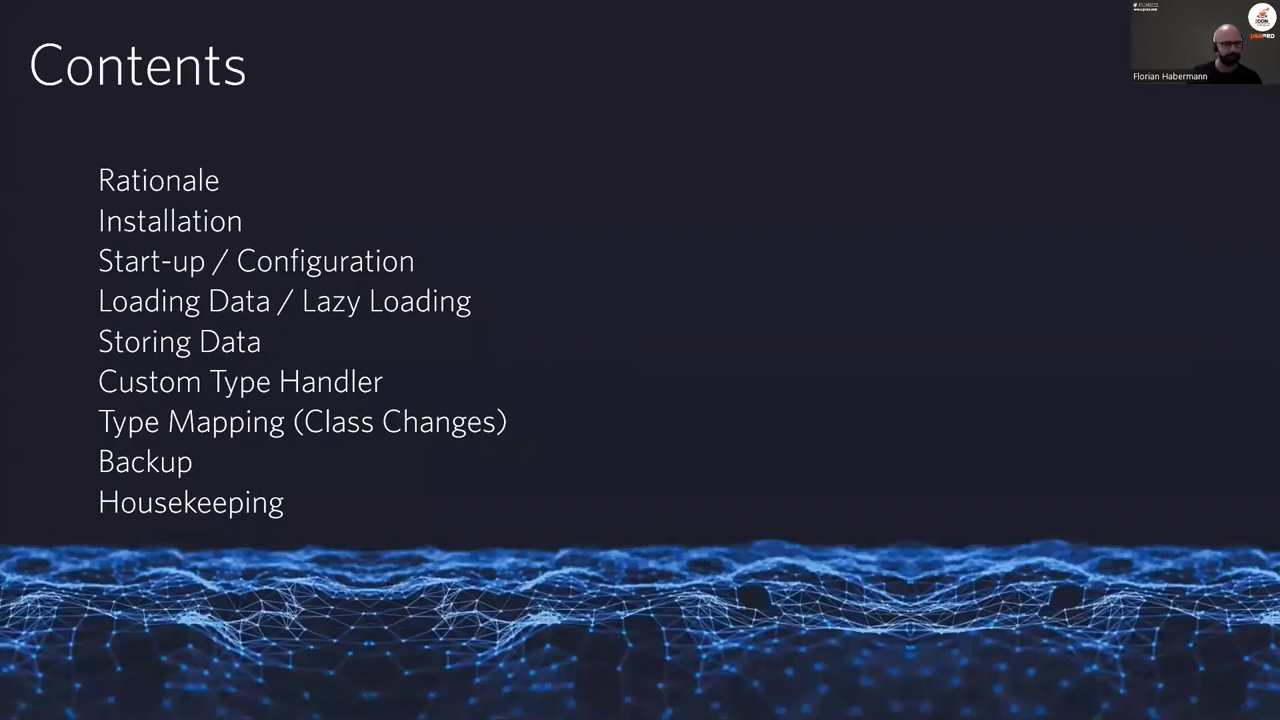 Contents
Rationale
Installation
Start-up / Configuration
Loading Data / Lazy Loading
Storing Data
Custom Type Handler
Type Mapping (Class Changes)
Backup
Housekeeping
Florian Habermann